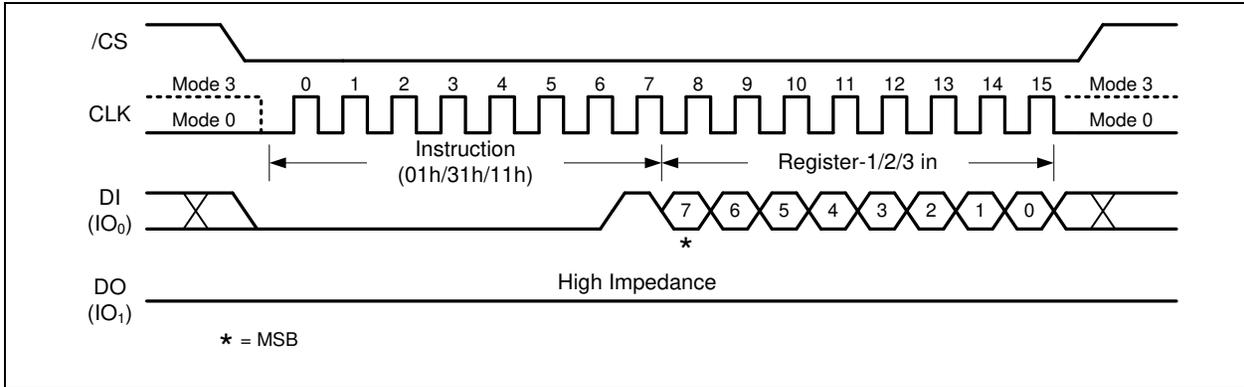 /CS
Mode 3 0 1 2 3 4 5 6 7 8 9 10 11 12 13 14 15 Mode 3
CLK
Mode 0 Mode 0
Instruction
(01h/31h/11h)
Register-1/2/3 in
DI
(IO₀)
7 6 5 4 3 2 1 0
*
High Impedance
DO
(IO₁)
* = MSB